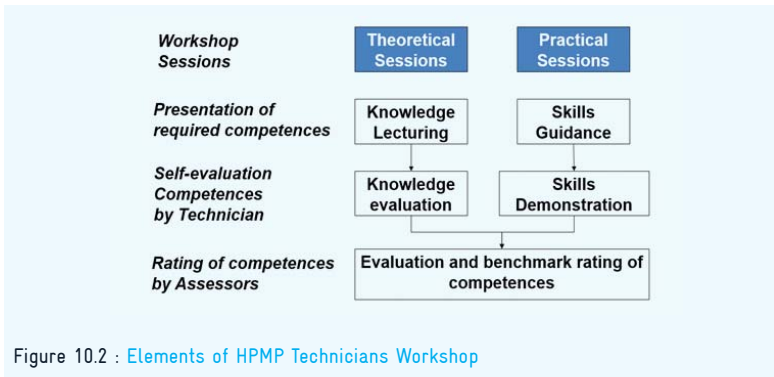 Workshop
Sessions
Theoretical
Sessions
Practical
Sessions
Presentation of
required competences
Knowledge
Lecturing
Skills
Guidance
Self-evaluation
Competences
by Technician
Knowledge
evaluation
Skills
Demonstration
Rating of competences
by Assessors
Evaluation and benchmark rating of
competences
Figure 10.2 : Elements of HPMP Technicians Workshop